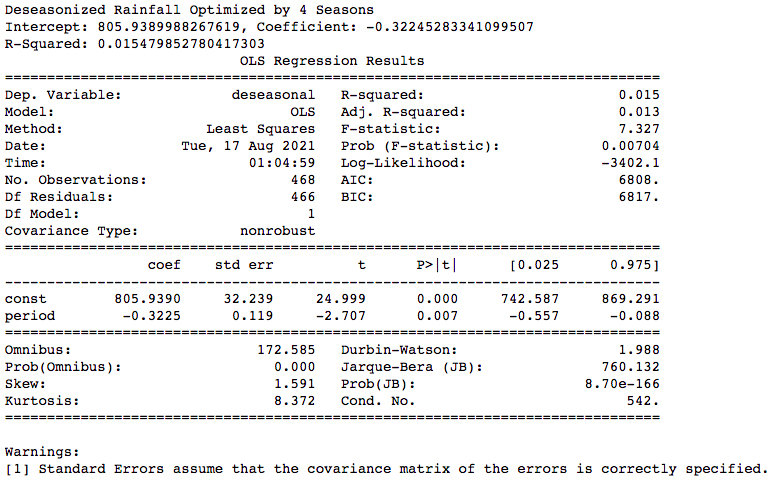 Deseasonized Rainfall Optimized by 4 Seasons
Intercept: 805.9389988267619, Coefficient: -0.32245283341099507
R-Squared: 0.015479852780417303
                            OLS Regression Results
==============================================================================
Dep. Variable:             deseasonal   R-squared:                       0.015
Model:                            OLS   Adj. R-squared:                  0.013
Method:                 Least Squares   F-statistic:                     7.327
Date:                Tue, 17 Aug 2021   Prob (F-statistic):            0.00704
Time:                        01:04:59   Log-Likelihood:                -3402.1
No. Observations:                 468   AIC:                             6808.
Df Residuals:                     466   BIC:                             6817.
Df Model:                           1
Covariance Type:            nonrobust
==============================================================================
                 coef    std err          t      P>|t|      [0.025      0.975]
------------------------------------------------------------------------------
const        805.9390     32.239     24.999      0.000     742.587     869.291
period        -0.3225      0.119     -2.707      0.007      -0.557      -0.088
==============================================================================
Omnibus:                      172.585   Durbin-Watson:                   1.988
Prob(Omnibus):                  0.000   Jarque-Bera (JB):              760.132
Skew:                           1.591   Prob(JB):                    8.70e-166
Kurtosis:                       8.372   Cond. No.                         542.
==============================================================================

Warnings:
[1] Standard Errors assume that the covariance matrix of the errors is correctly specified.